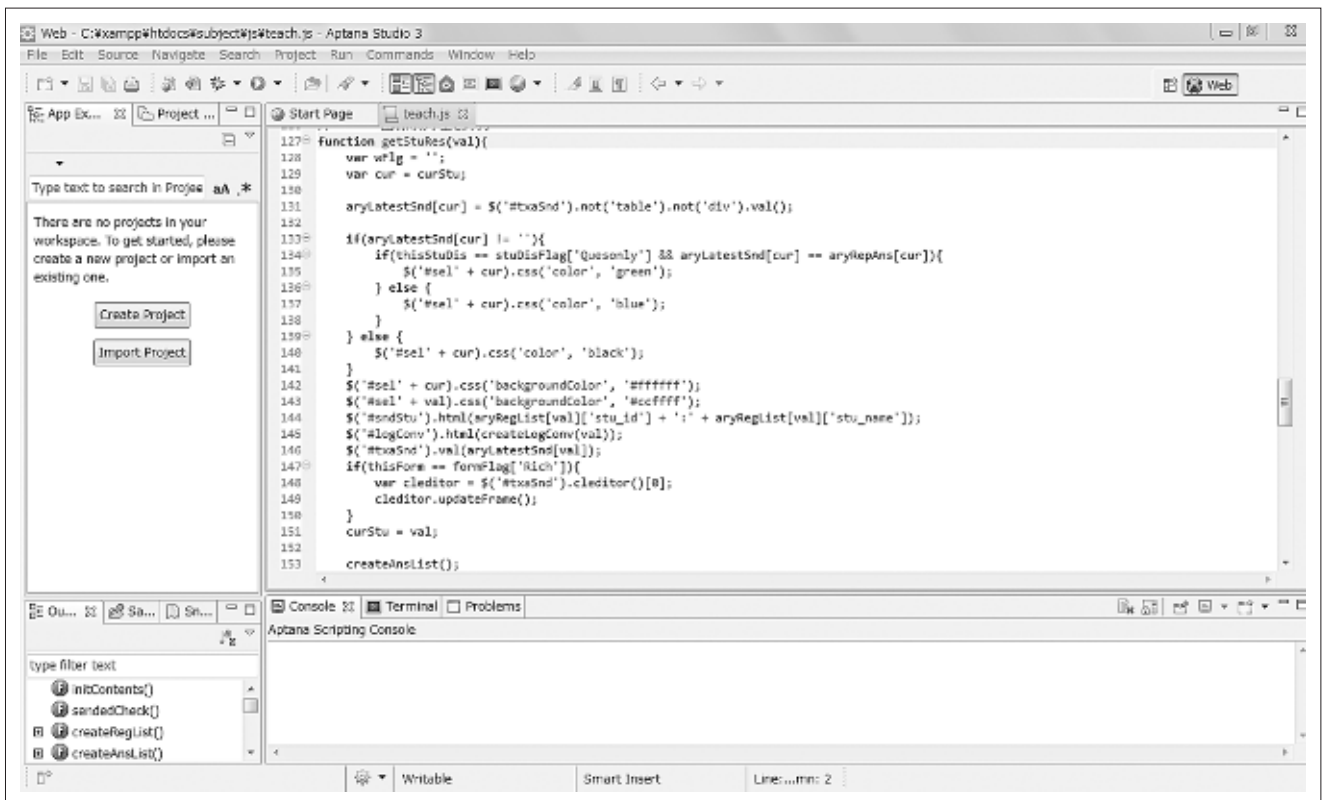 Web - C:¥xampp¥htdocs¥subject¥js¥teach.js - Aptana Studio 3
File Edit Source Navigate Search Project Run Commands Window Help
Web
App Ex... Project ...
Start Page teach.js
Type text to search in Projec aA .*
There are no projects in your
workspace. To get started, please
create a new project or import an
existing one.
Create Project
Import Project
127 function getStuRes(val){
128 var wFlg = '';
129 var cur = curStu;
130
131 aryLatestSnd[cur] = $('#txaSnd').not('table').not('div').val();
132
133 if(aryLatestSnd[cur] != ''){
134 if(thisStuDis == stuDisFlag['Quesonly'] && aryLatestSnd[cur] == aryRepAns[cur]){
135 $('#sel' + cur).css('color', 'green');
136 } else {
137 $('#sel' + cur).css('color', 'blue');
138 }
139 } else {
140 $('#sel' + cur).css('color', 'black');
141 }
142 $('#sel' + cur).css('backgroundColor', '#ffffff');
143 $('#sel' + val).css('backgroundColor', '#ccffff');
144 $('#sndStu').html(aryRegList[val]['stu_id'] + ':' + aryRegList[val]['stu_name']);
145 $('#logConv').html(createLogConv(val));
146 $('#txaSnd').val(aryLatestSnd[val]);
147 if(thisForm == formFlag['Rich']){
148 var cleditor = $('#txaSnd').cleditor()[0];
149 cleditor.updateFrame();
150 }
151 curStu = val;
152
153 createAnsList();
Ou... Sa... Sn...
type filter text
initContents()
sendedCheck()
createRegList()
createAnsList()
Console Terminal Problems
Aptana Scripting Console
Writable Smart Insert Line:...mn: 2